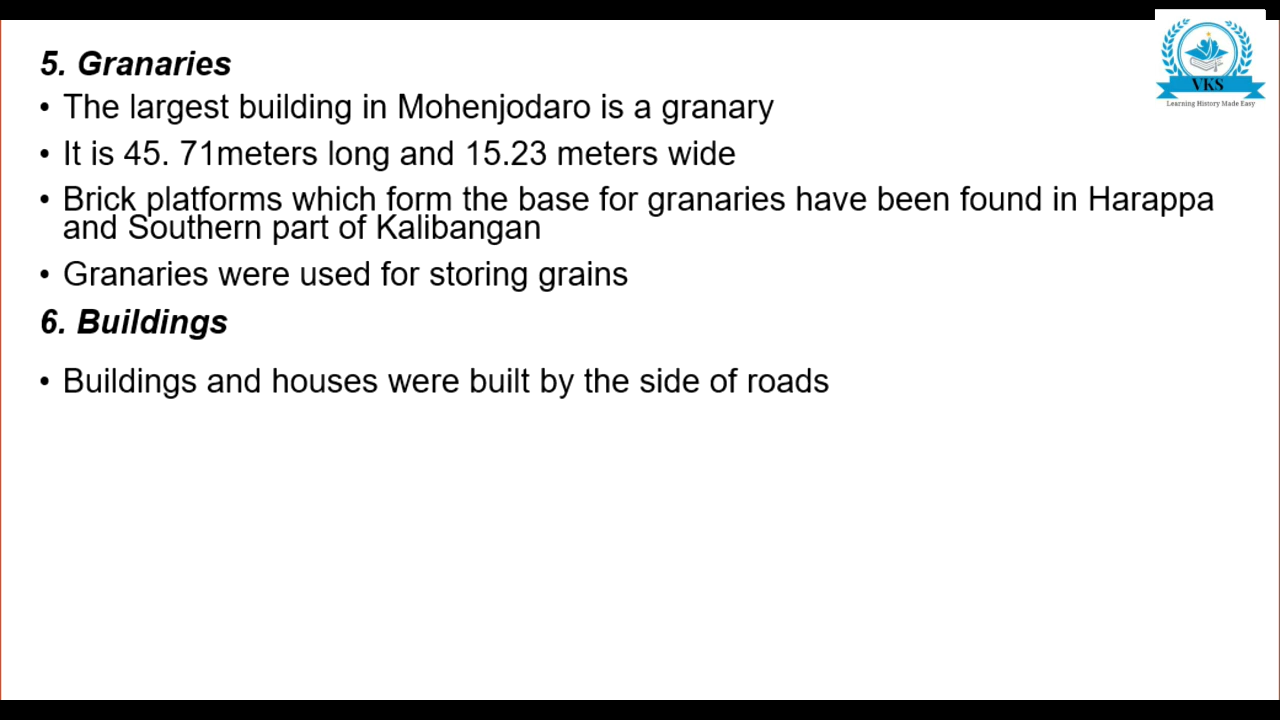 VKS
Learning History Made Easy
5. Granaries
• The largest building in Mohenjodaro is a granary
• It is 45. 71meters long and 15.23 meters wide
• Brick platforms which form the base for granaries have been found in Harappa
and Southern part of Kalibangan
• Granaries were used for storing grains
6. Buildings
• Buildings and houses were built by the side of roads